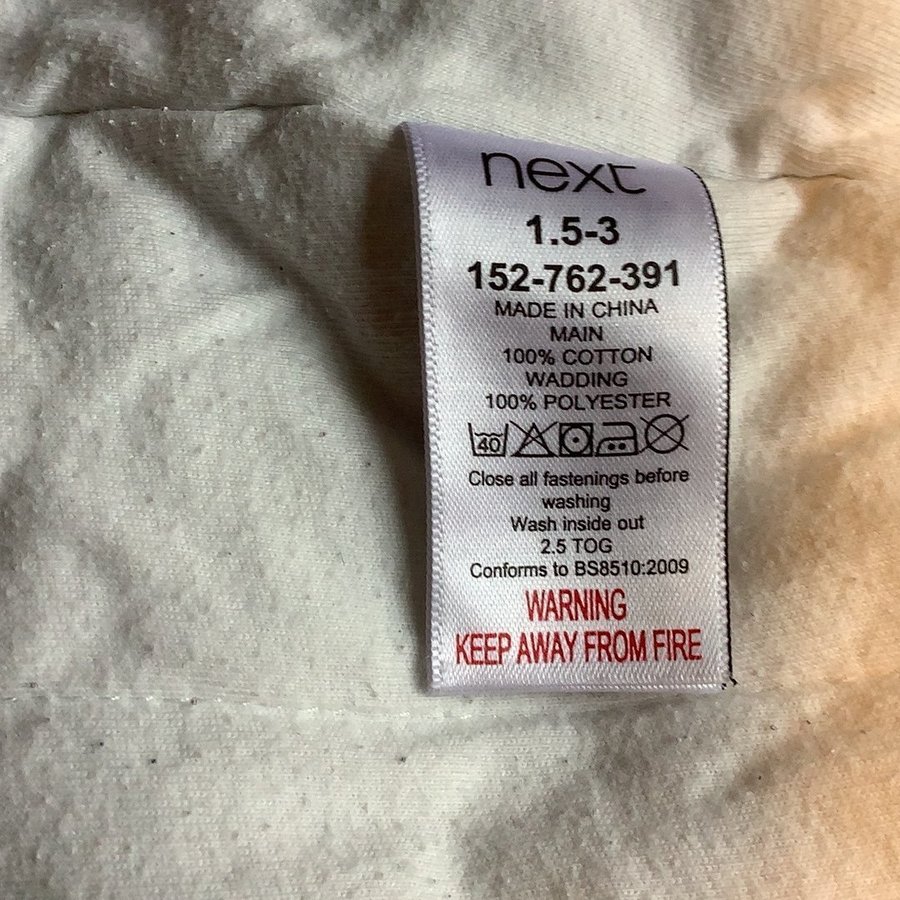 next
1.5-3
152-762-391
MADE IN CHINA
MAIN
100% COTTON
WADDING
100% POLYESTER
40
Close all fastenings before
washing
Wash inside out
2.5 TOG
Conforms to BS8510:2009
WARNING
KEEP AWAY FROM FIRE